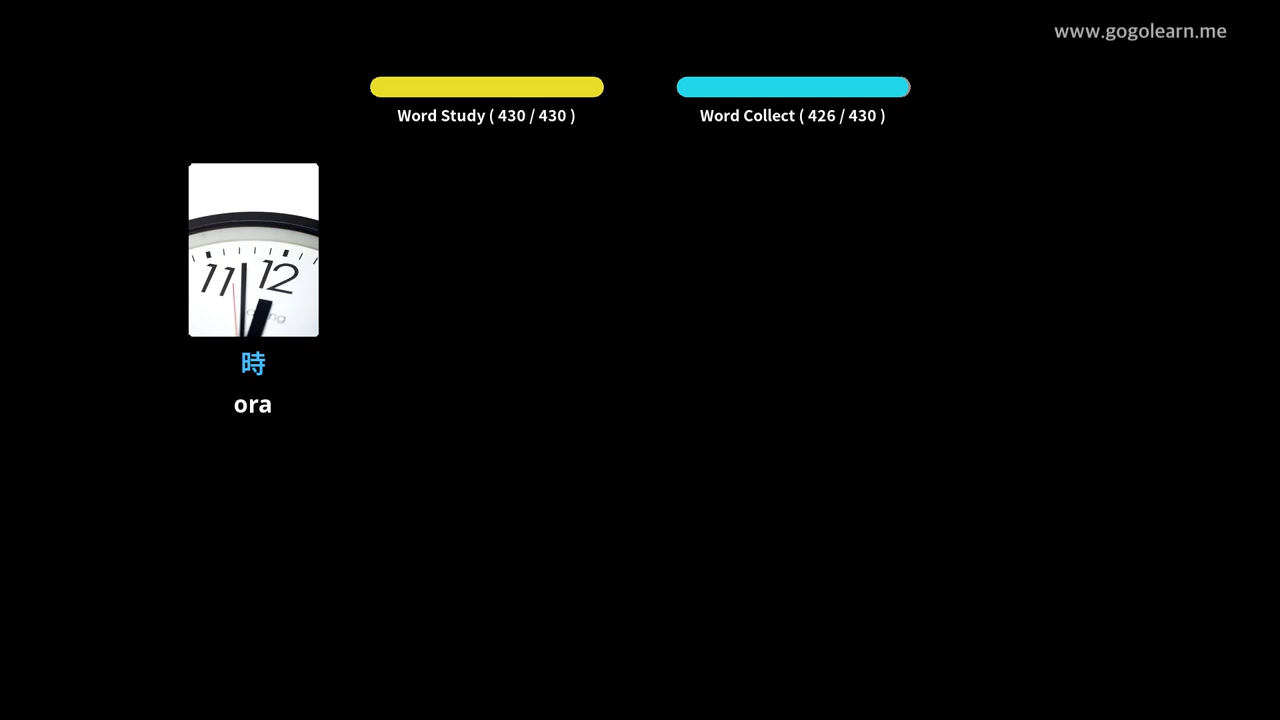 www.gogolearn.me
Word Study ( 430 / 430 )
Word Collect ( 426 / 430 )
11 12
時
ora